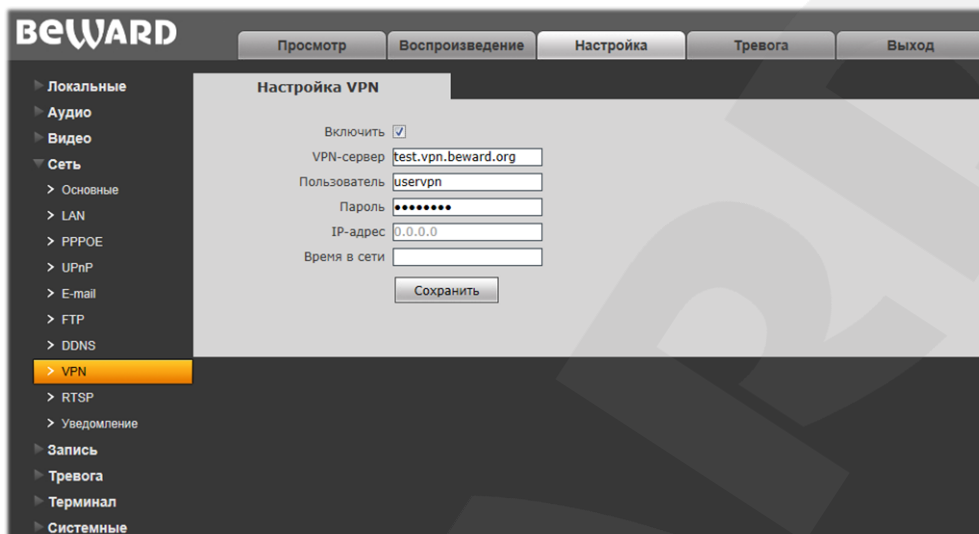 BEWARD
Просмотр Воспроизведение Настройка Тревога Выход
Локальные
Аудио
Видео
Сеть
> Основные
> LAN
> PPPOE
> UPnP
> E-mail
> FTP
> DDNS
> VPN
> RTSP
> Уведомление
Запись
Тревога
Терминал
Системные
Настройка VPN
Включить
VPN-сервер test.vpn.beward.org
Пользователь uservpn
Пароль ••••••••
IP-адрес 0.0.0.0
Время в сети
Сохранить